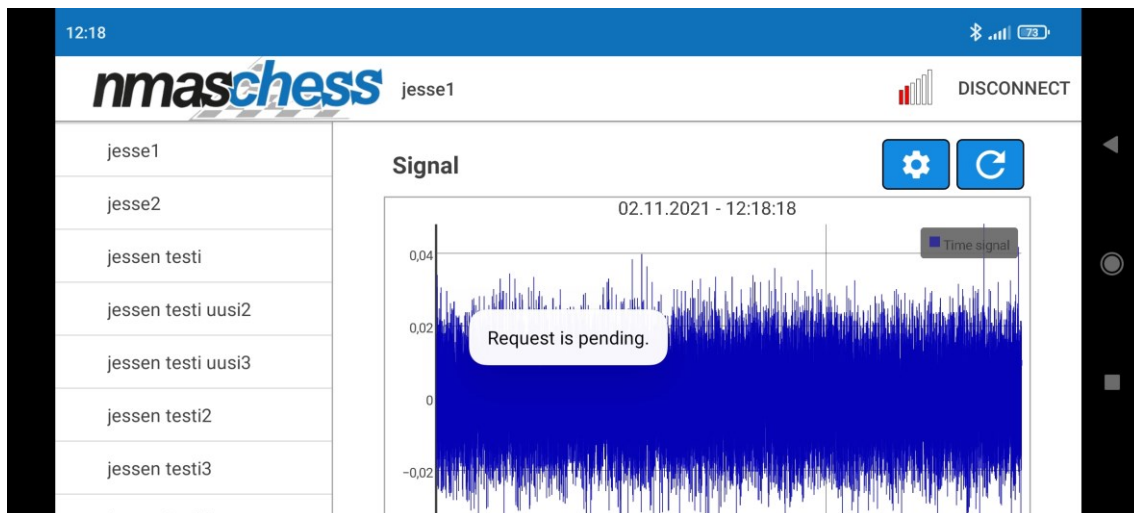 12:18
73
nmaschess
jesse1
DISCONNECT
jesse1
jesse2
jessen testi
jessen testi uusi2
jessen testi uusi3
jessen testi2
jessen testi3
Signal
02.11.2021 - 12:18:18
Time signal
0,04
0,02
Request is pending.
0
−0,02